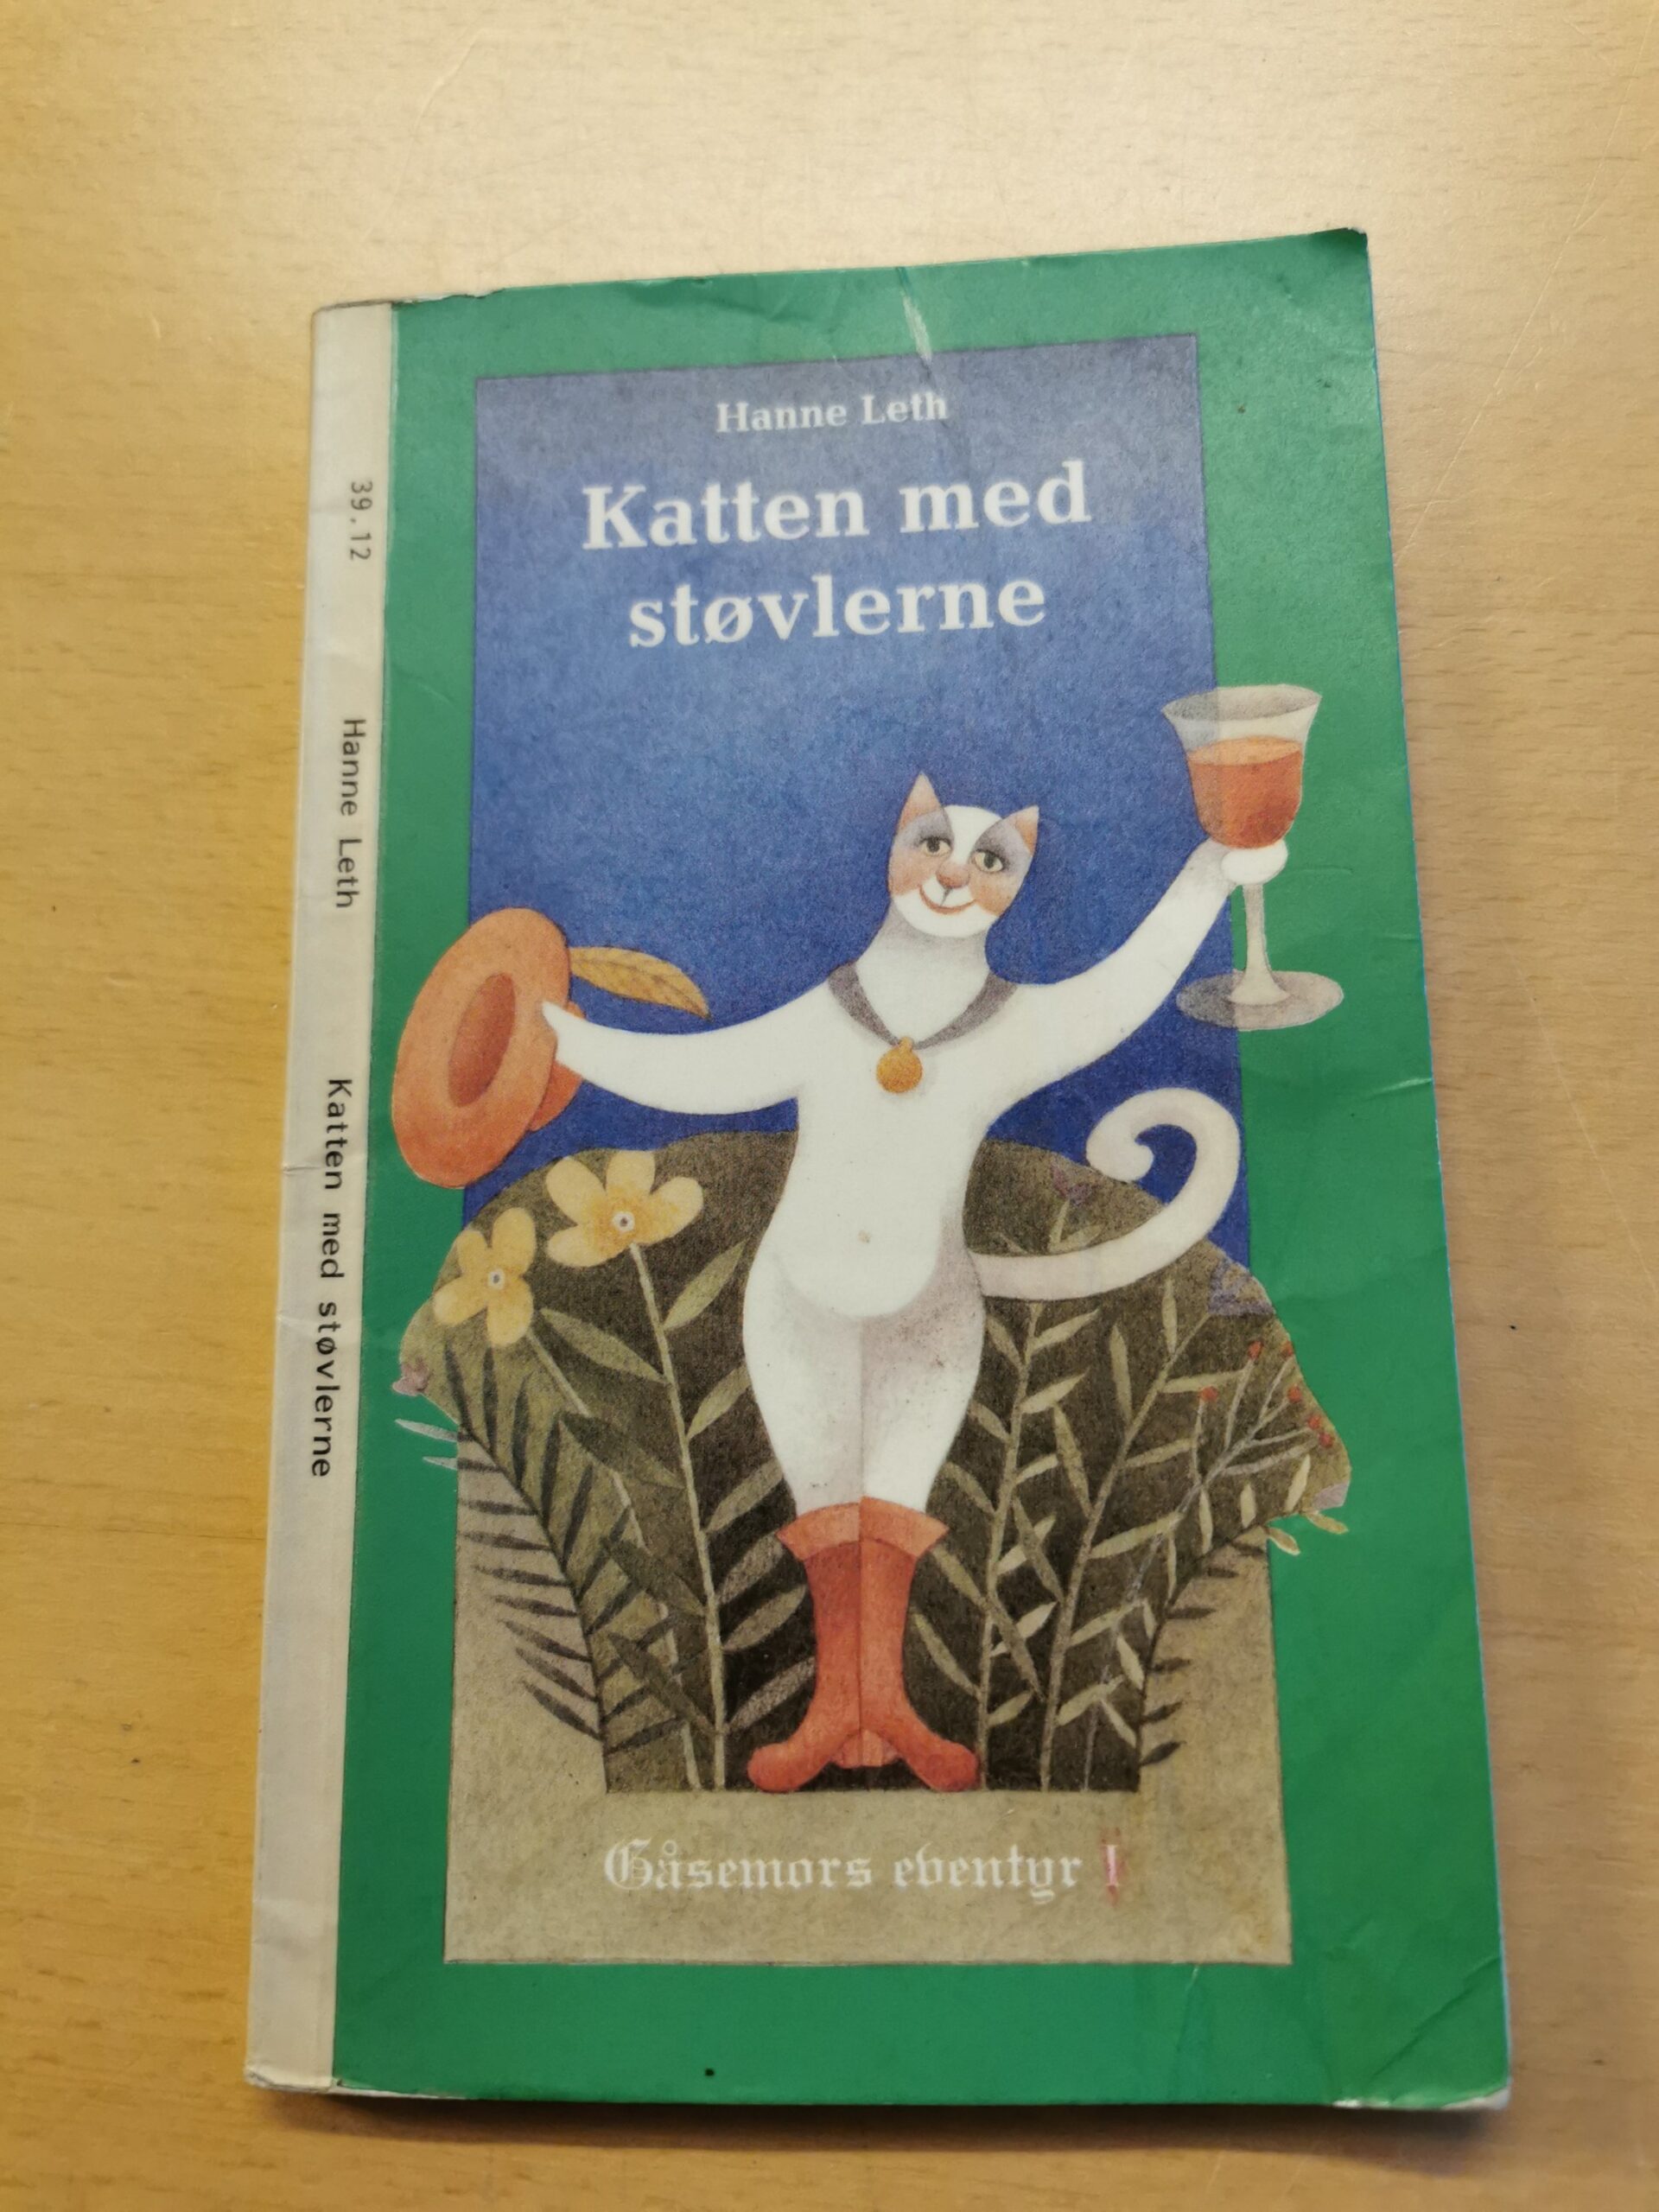 Hanne Leth
Katten med
støvlerne
Gåsemors eventyr I
39.12 Hanne Leth Katten med støvlerne